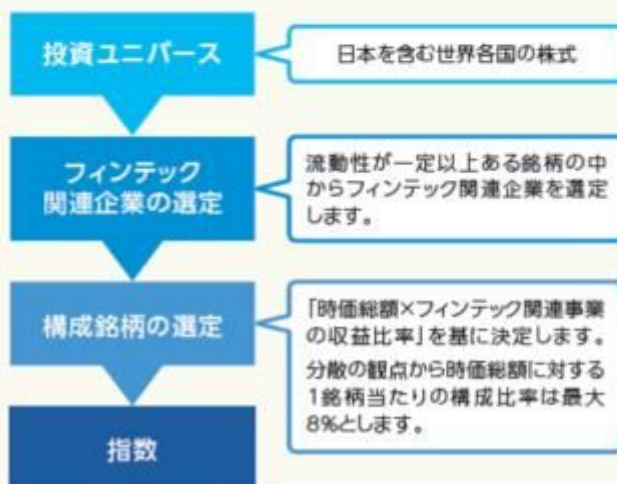 投資ユニバース
日本を含む世界各国の株式
フィンテック
関連企業の選定
流動性が一定以上ある銘柄の中
からフィンテック関連企業を選定
します。
構成銘柄の選定
「時価総額×フィンテック関連事業
の収益比率」を基に決定します。
分散の観点から時価総額に対する
1銘柄当たりの構成比率は最大
8%とします。
指数